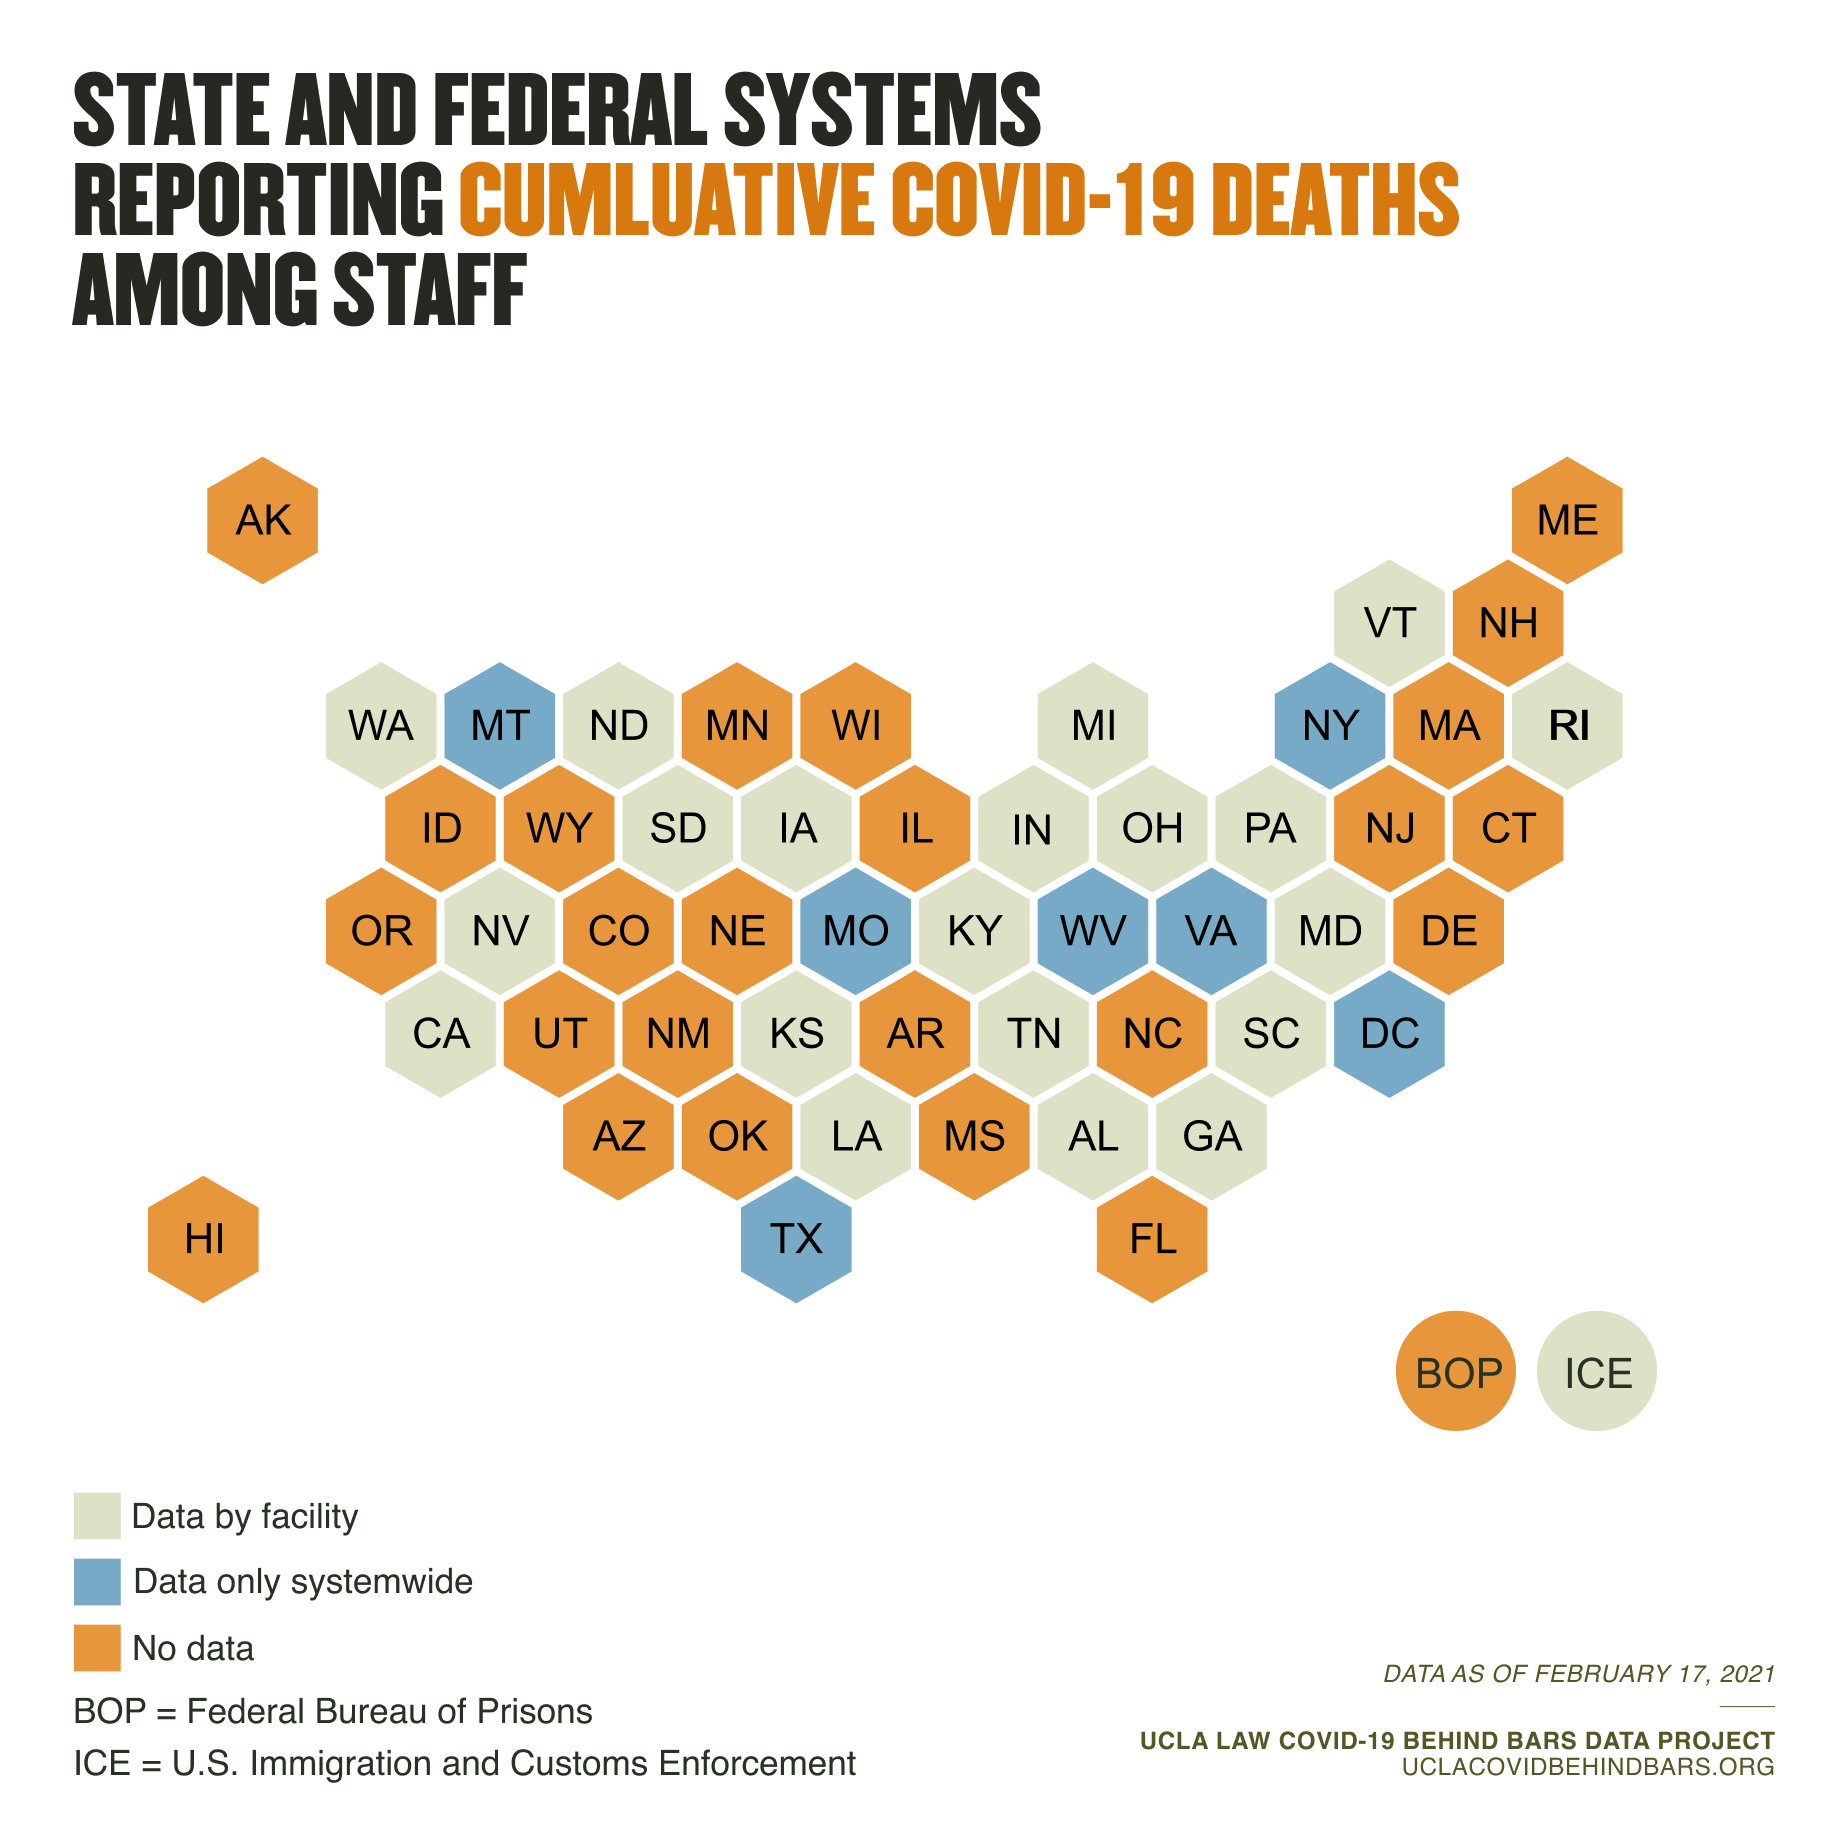 STATE AND FEDERAL SYSTEMS
REPORTING CUMLUATIVE COVID-19 DEATHS
AMONG STAFF
AK
ME
VT
NH
WA
MT
ND
MN
WI
MI
NY
MA
RI
ID
WY
SD
IA
IL
IN
OH
PA
NJ
CT
OR
NV
CO
NE
MO
KY
WV
VA
MD
DE
CA
UT
NM
KS
AR
TN
NC
SC
DC
AZ
OK
LA
MS
AL
GA
HI
TX
FL
BOP
ICE
Data by facility
Data only systemwide
No data
BOP = Federal Bureau of Prisons
ICE = U.S. Immigration and Customs Enforcement
DATA AS OF FEBRUARY 17, 2021
UCLA LAW COVID-19 BEHIND BARS DATA PROJECT
UCLACOVIDBEHINDBARS.ORG